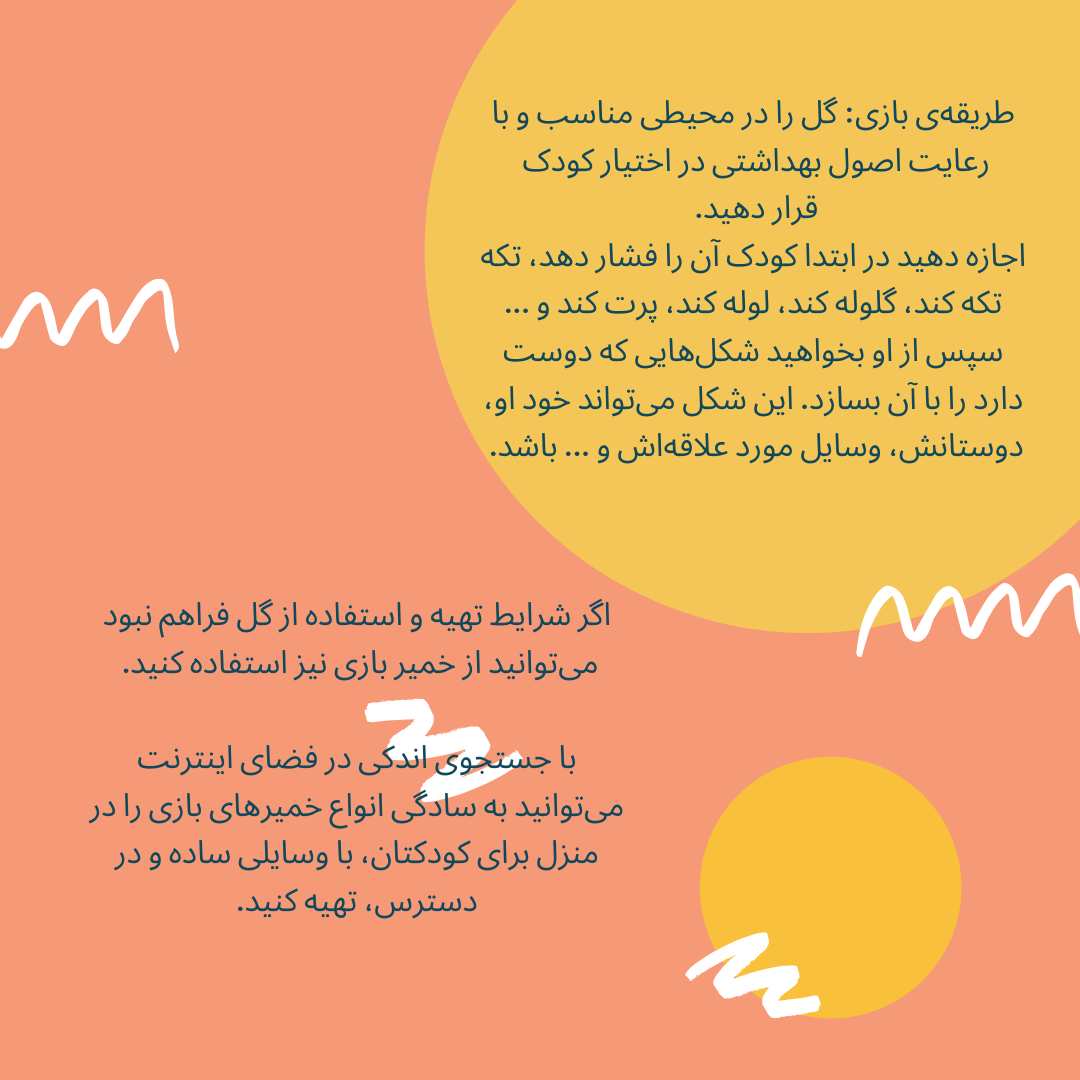 طریقه‌ی بازی: گل را در محیطی مناسب و با
رعایت اصول بهداشتی در اختیار کودک
قرار دهید.
اجازه دهید در ابتدا کودک آن را فشار دهد، تکه
تکه کند، گلوله کند، لوله کند، پرت کند و ...
سپس از او بخواهید شکل‌هایی که دوست
دارد را با آن بسازد. این شکل می‌تواند خود او،
دوستانش، وسایل مورد علاقه‌اش و ... باشد.
اگر شرایط تهیه و استفاده از گل فراهم نبود
می‌توانید از خمیر بازی نیز استفاده کنید.
با جستجوی اندکی در فضای اینترنت
می‌توانید به سادگی انواع خمیرهای بازی را در
منزل برای کودکتان، با وسایلی ساده و در
دسترس، تهیه کنید.